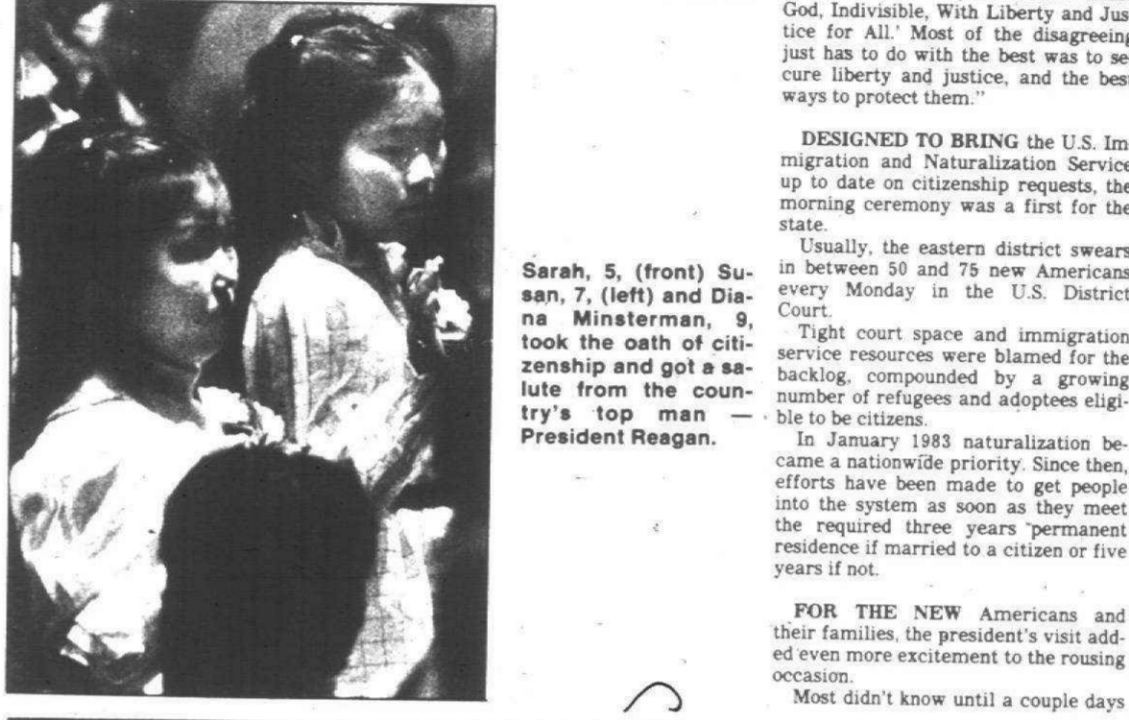 Sarah, 5, (front) Su-
san, 7, (left) and Dia-
na Minsterman, 9,
took the oath of citi-
zenship and got a sa-
lute from the coun-
try's top man —
President Reagan.
God, Indivisible, With Liberty and Jus-
tice for All.' Most of the disagreeing
just has to do with the best was to se-
cure liberty and justice, and the best
ways to protect them."
DESIGNED TO BRING the U.S. Im-
migration and Naturalization Service
up to date on citizenship requests, the
morning ceremony was a first for the
state.
Usually, the eastern district swears
in between 50 and 75 new Americans
every Monday in the U.S. District
Court.
Tight court space and immigration
service resources were blamed for the
backlog, compounded by a growing
number of refugees and adoptees eligi-
ble to be citizens.
In January 1983 naturalization be-
came a nationwide priority. Since then,
efforts have been made to get people
into the system as soon as they meet
the required three years permanent
residence if married to a citizen or five
years if not.
FOR THE NEW Americans and
their families, the president's visit add-
ed even more excitement to the rousing
occasion.
Most didn't know until a couple days